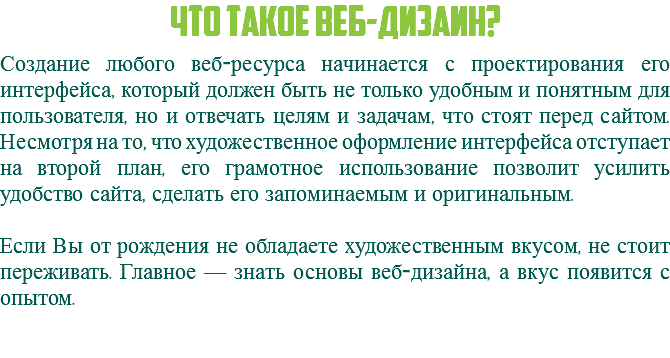 ЧТО ТАКОЕ ВЕБ-ДИЗАЙН?
Создание любого веб-ресурса начинается с проектирования его
интерфейса, который должен быть не только удобным и понятным для
пользователя, но и отвечать целям и задачам, что стоят перед сайтом.
Несмотря на то, что художественное оформление интерфейса отступает
на второй план, его грамотное использование позволит усилить
удобство сайта, сделать его запоминаемым и оригинальным.
Если Вы от рождения не обладаете художественным вкусом, не стоит
переживать. Главное — знать основы веб-дизайна, а вкус появится с
опытом.